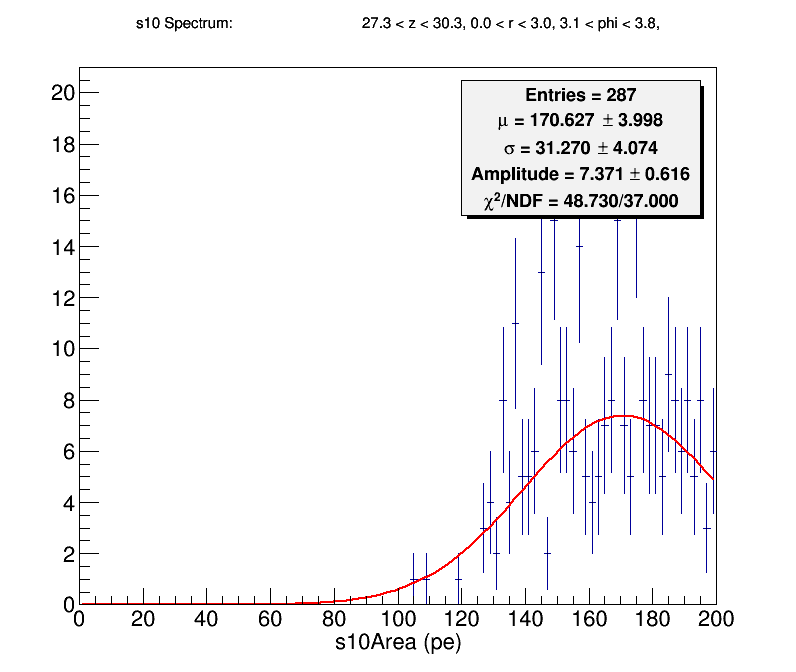 s10 Spectrum: 27.3 < z < 30.3, 0.0 < r < 3.0, 3.1 < phi < 3.8,
Entries = 287
μ = 170.627 ± 3.998
σ = 31.270 ± 4.074
Amplitude = 7.371 ± 0.616
χ²/NDF = 48.730/37.000
20
18
16
14
12
10
8
6
4
2
0
0 20 40 60 80 100 120 140 160 180 200
s10Area (pe)